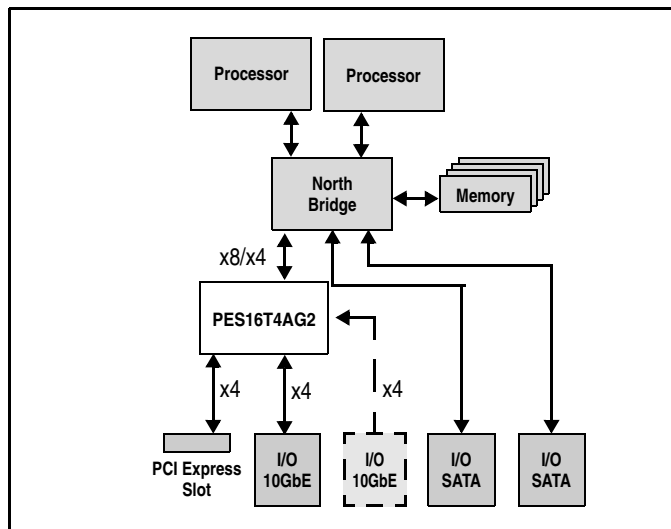 Processor
Processor
North
Bridge
Memory
x8/x4
PES16T4AG2
x4
x4
x4
PCI Express
Slot
I/O
10GbE
I/O
10GbE
I/O
SATA
I/O
SATA